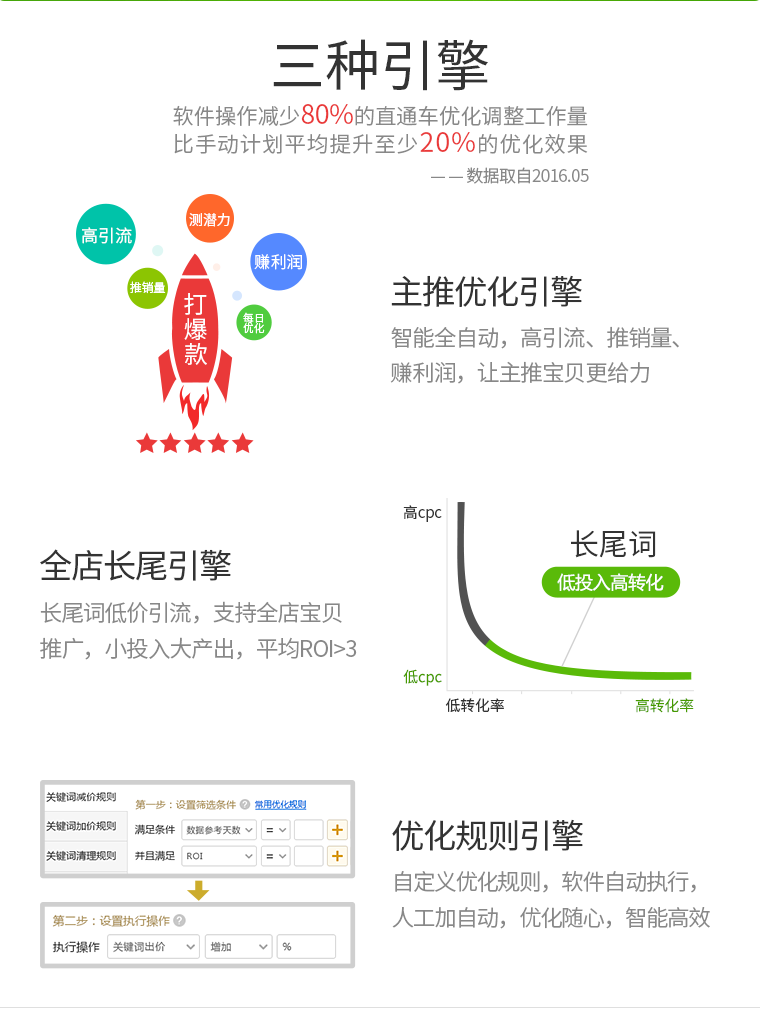 三种引擎
软件操作减少80%的直通车优化调整工作量
比手动计划平均提升至少20%的优化效果
——数据取自2016.05
高引流
测潜力
赚利润
推销量
每日
优化
打
爆
款
主推优化引擎
智能全自动，高引流、推销量、
赚利润，让主推宝贝更给力
全店长尾引擎
长尾词低价引流，支持全店宝贝
推广，小投入大产出，平均ROI>3
高cpc
长尾词
低投入高转化
低cpc
低转化率
高转化率
关键词减价规则
关键词加价规则
关键词清理规则
第一步：设置筛选条件 ? 常用优化规则
满足条件 数据参考天数 = +
并且满足 ROI = +
第二步：设置执行操作 ?
执行操作 关键词出价 增加 %
优化规则引擎
自定义优化规则，软件自动执行，
人工加自动，优化随心，智能高效